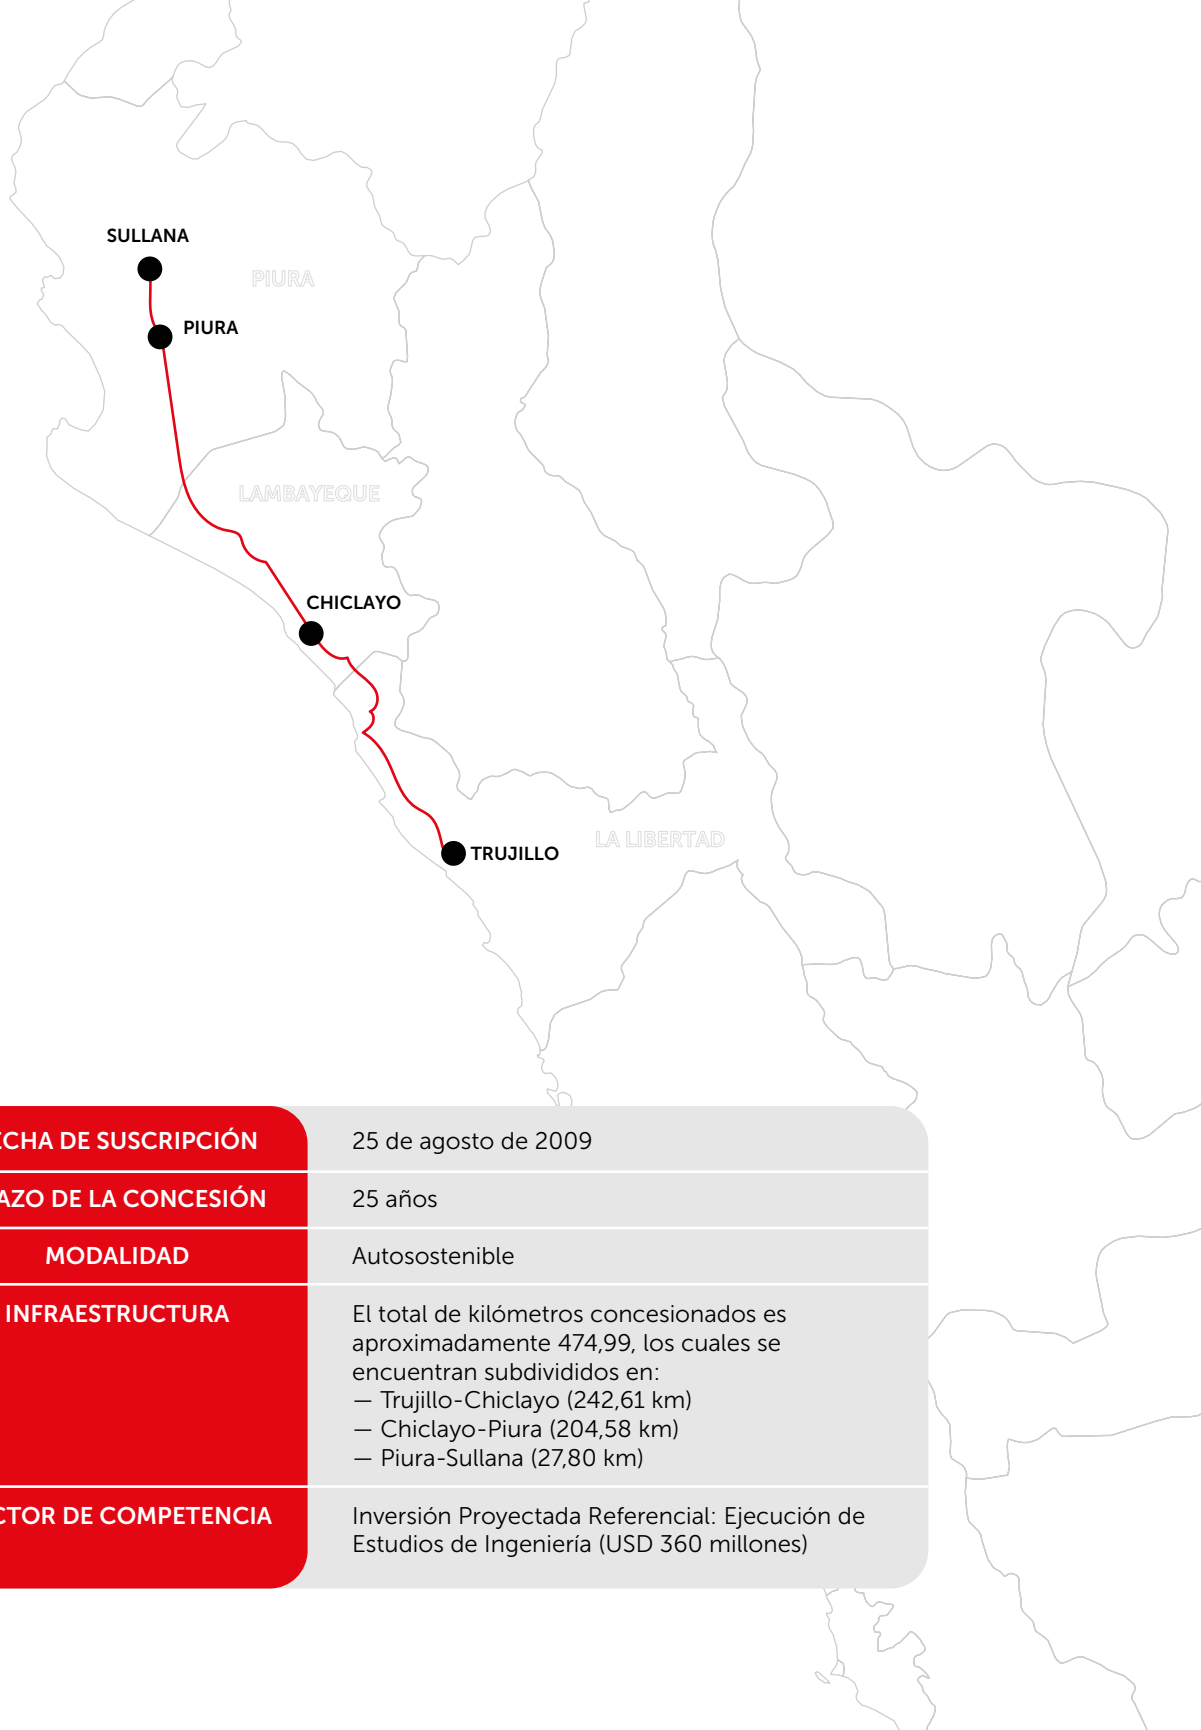 SULLANA
PIURA
PIURA
LAMBAYEQUE
CHICLAYO
TRUJILLO
LA LIBERTAD
ECHA DE SUSCRIPCIÓN
25 de agosto de 2009
AZO DE LA CONCESIÓN
25 años
MODALIDAD
Autosostenible
INFRAESTRUCTURA
El total de kilómetros concesionados es
aproximadamente 474,99, los cuales se
encuentran subdivididos en:
— Trujillo-Chiclayo (242,61 km)
— Chiclayo-Piura (204,58 km)
— Piura-Sullana (27,80 km)
CTOR DE COMPETENCIA
Inversión Proyectada Referencial: Ejecución de
Estudios de Ingeniería (USD 360 millones)